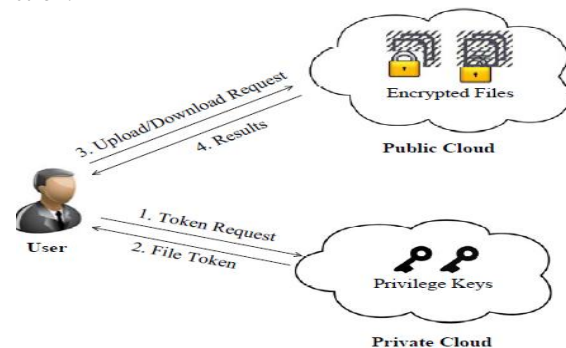 3. Upload/Download Request
4. Results
Encrypted Files
Public Cloud
User
1. Token Request
2. File Token
Privilege Keys
Private Cloud